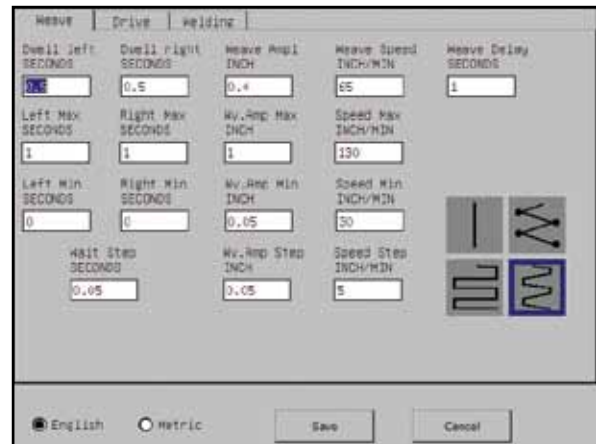 Weave Drive Welding
Dwell left Dwell right Weave Ampl Weave Speed Weave Delay
SECONDS SECONDS INCH INCH/MIN SECONDS
0.5 0.5 0.4 65 1
Left Max Right Max Wv.Amp Max Speed Max
SECONDS SECONDS INCH INCH/MIN
1 1 1 130
Left Min Right Min Wv.Amp Min Speed Min
SECONDS SECONDS INCH INCH/MIN
0 0 0.05 30
Wait Step Wv.Amp Step Speed Step
SECONDS INCH INCH/MIN
0.05 0.05 5
English Metric Save Cancel